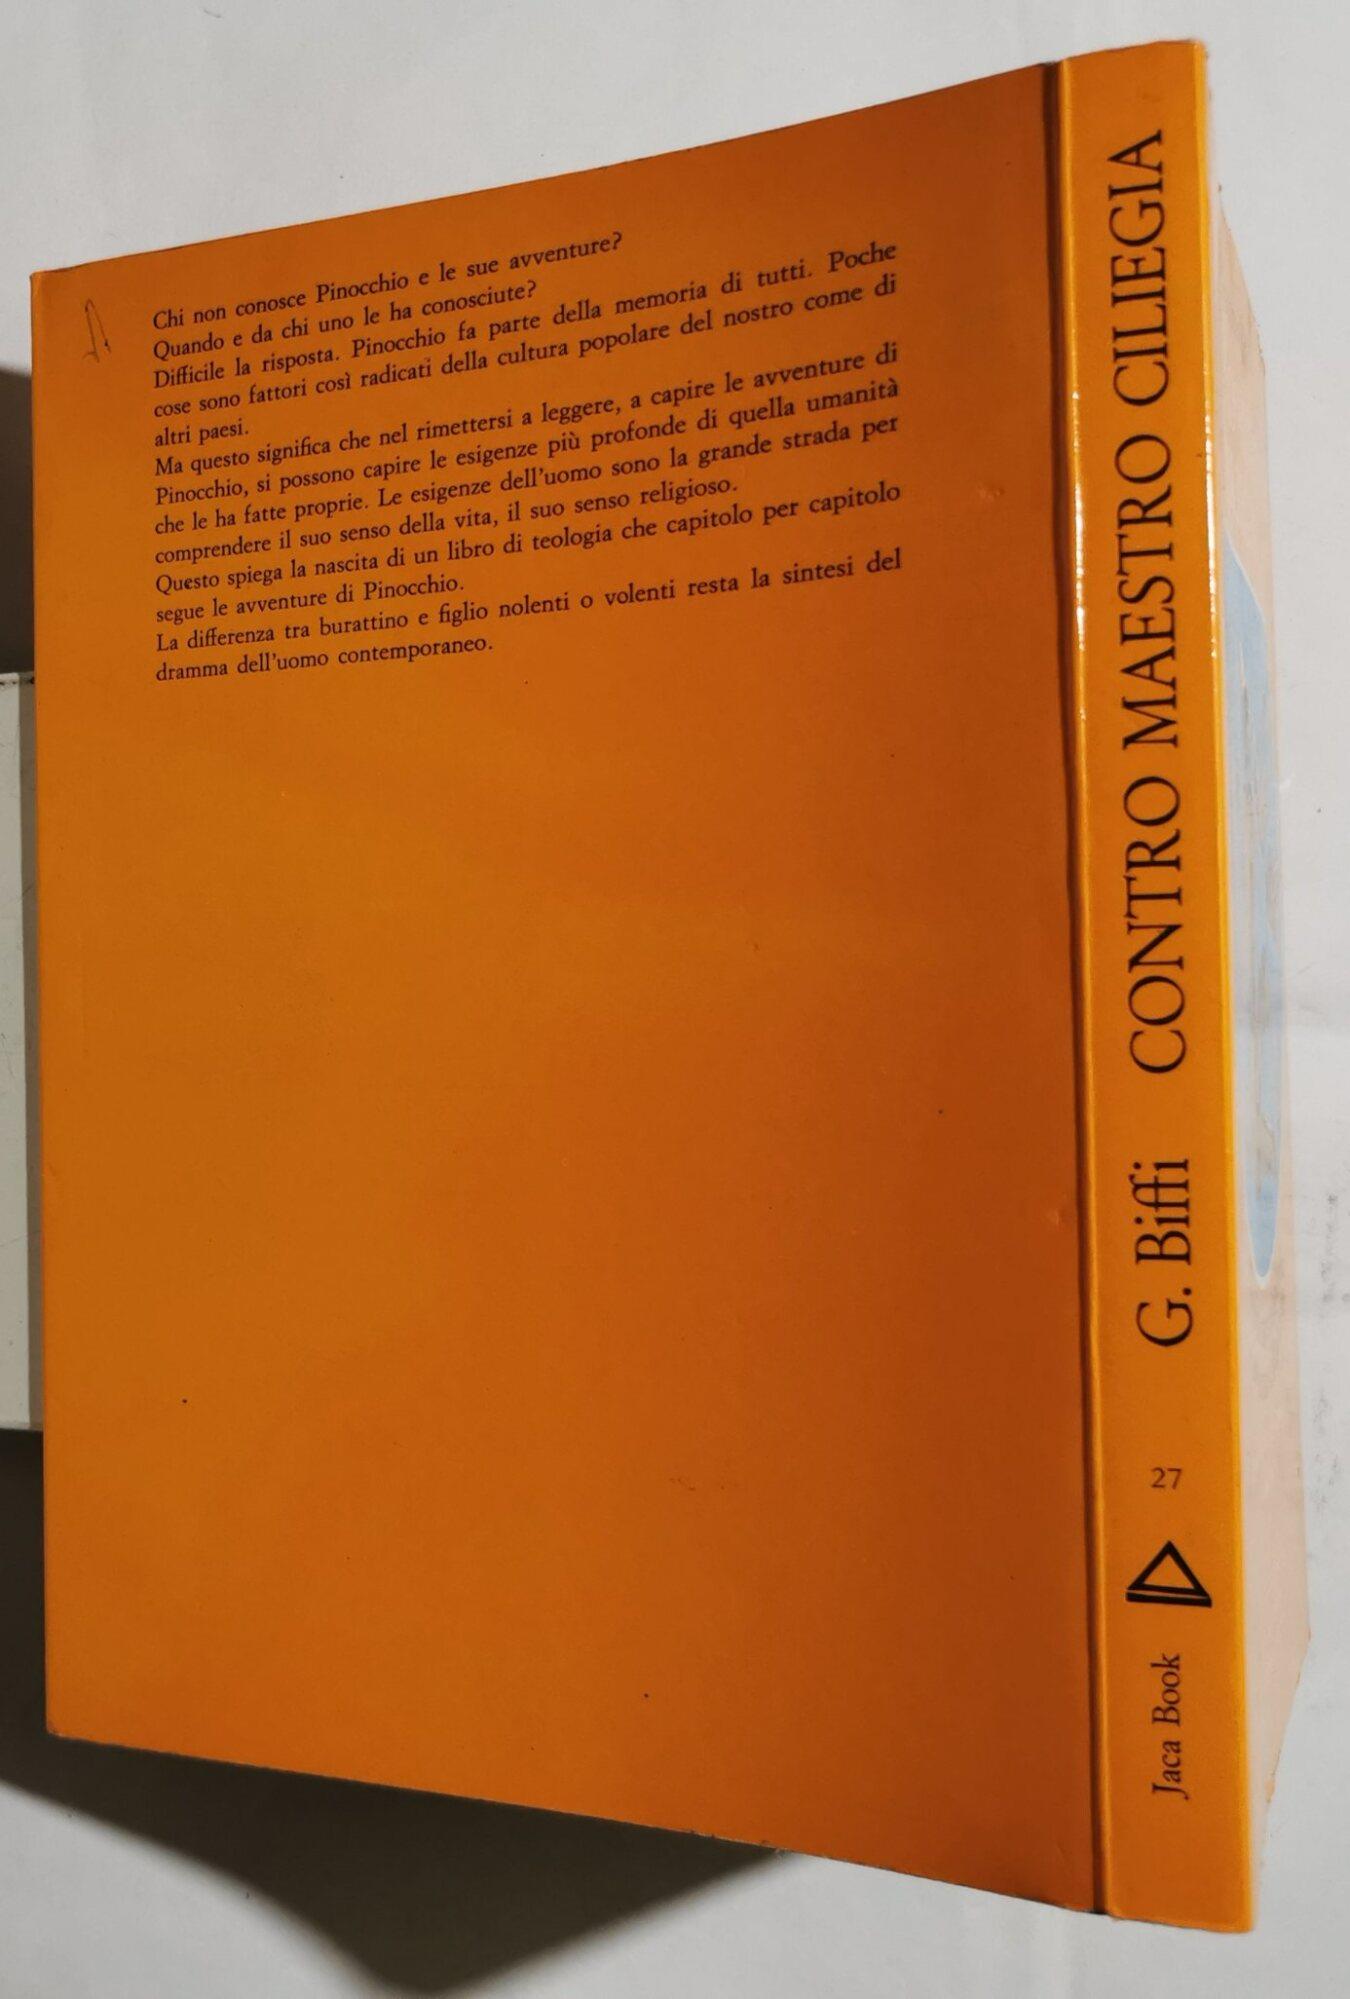 Chi non conosce Pinocchio e le sue avventure?
Quando e da chi uno le ha conosciute?
Difficile la risposta. Pinocchio fa parte della memoria di tutti. Poche
cose sono fattori così radicati della cultura popolare del nostro come di
altri paesi.
Ma questo significa che nel rimettersi a leggere, a capire le avventure di
Pinocchio, si possono capire le esigenze più profonde di quella umanità
che le ha fatte proprie. Le esigenze dell'uomo sono la grande strada per
comprendere il suo senso della vita, il suo senso religioso.
Questo spiega la nascita di un libro di teologia che capitolo per capitolo
segue le avventure di Pinocchio.
La differenza tra burattino e figlio nolenti o volenti resta la sintesi del
dramma dell'uomo contemporaneo.
Jaca Book
27
G. Biffi CONTRO MAESTRO CILIEGIA